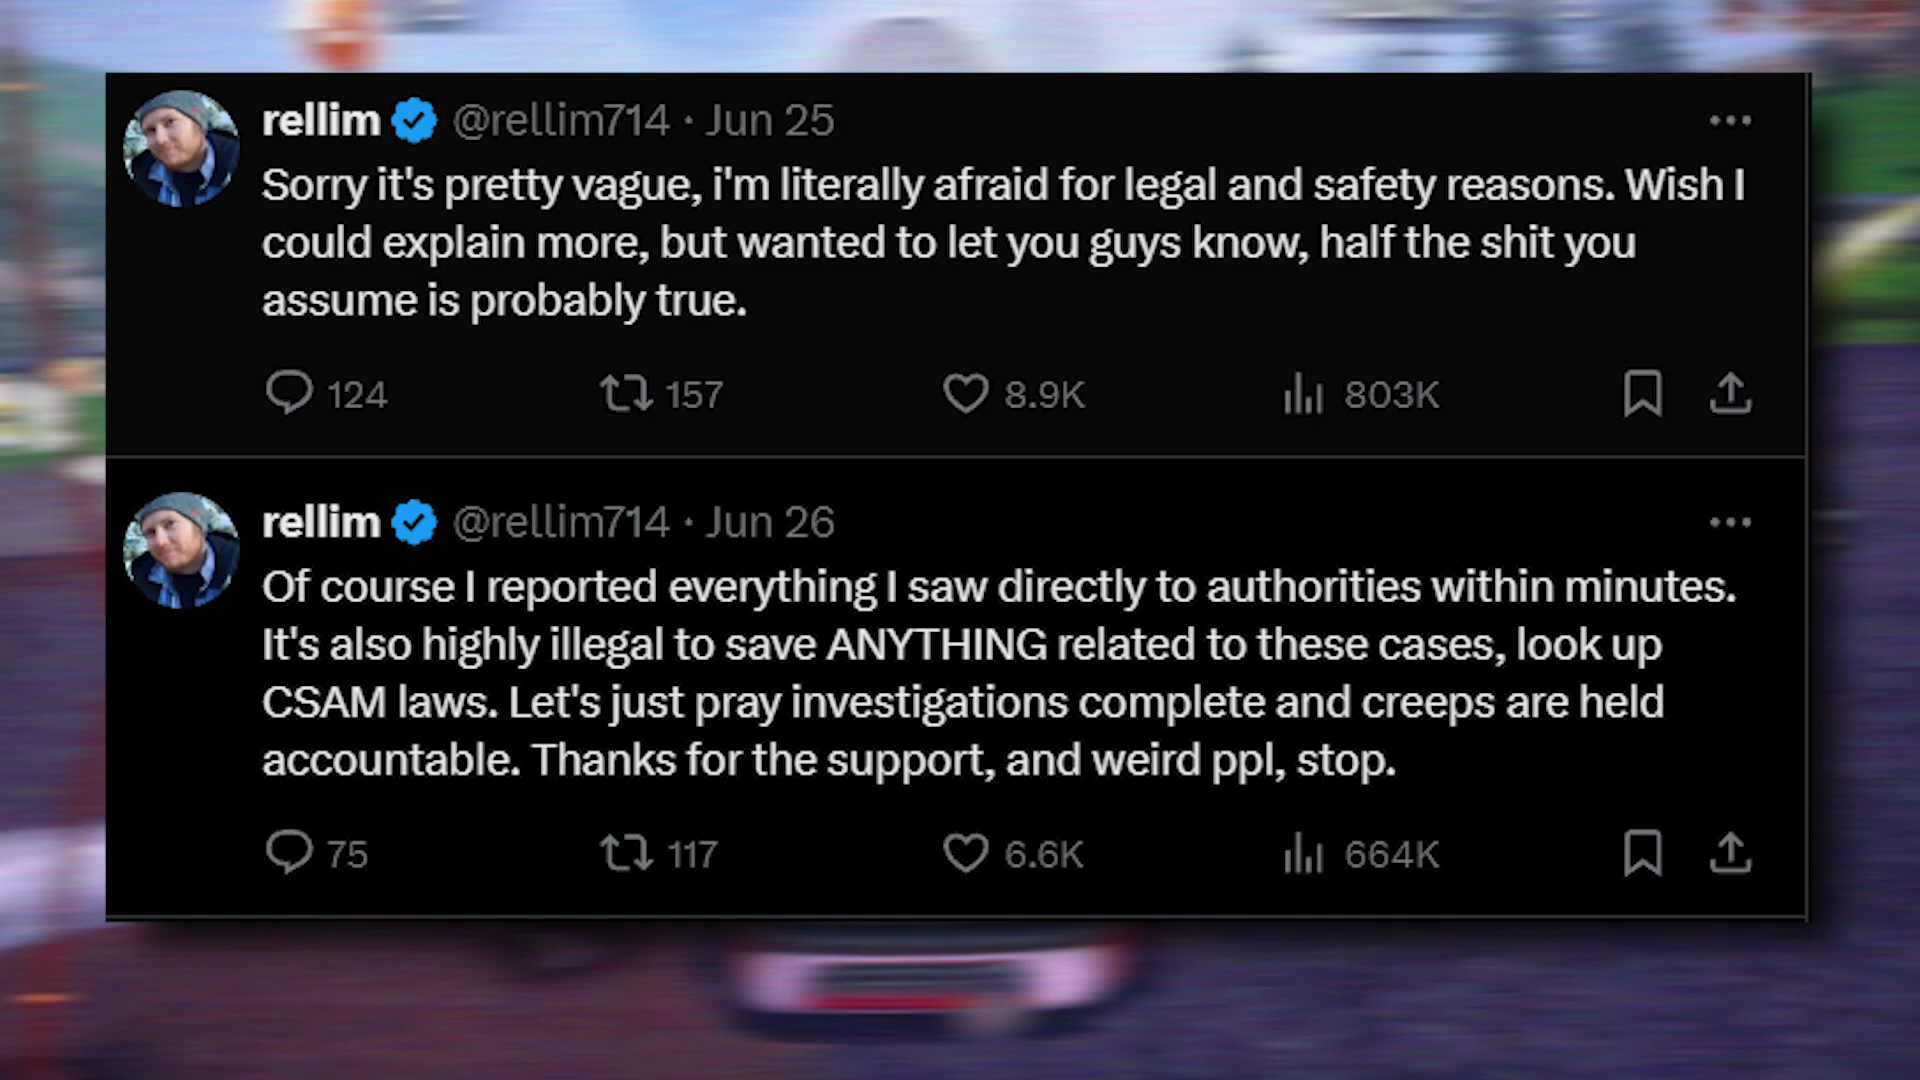 rellim @rellim714 · Jun 25
Sorry it's pretty vague, i'm literally afraid for legal and safety reasons. Wish I
could explain more, but wanted to let you guys know, half the shit you
assume is probably true.
124 157 8.9K 803K
rellim @rellim714 · Jun 26
Of course I reported everything I saw directly to authorities within minutes.
It's also highly illegal to save ANYTHING related to these cases, look up
CSAM laws. Let's just pray investigations complete and creeps are held
accountable. Thanks for the support, and weird ppl, stop.
75 117 6.6K 664K